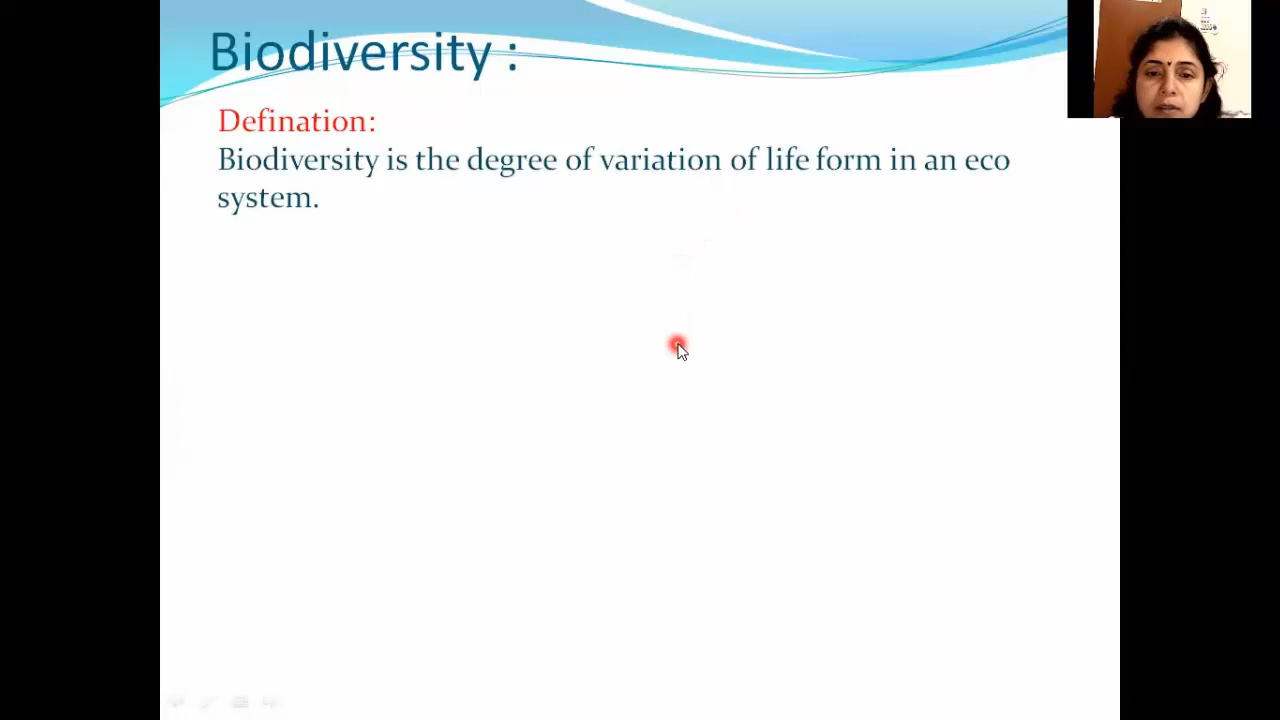 Biodiversity :
Defination:
Biodiversity is the degree of variation of life form in an eco
system.